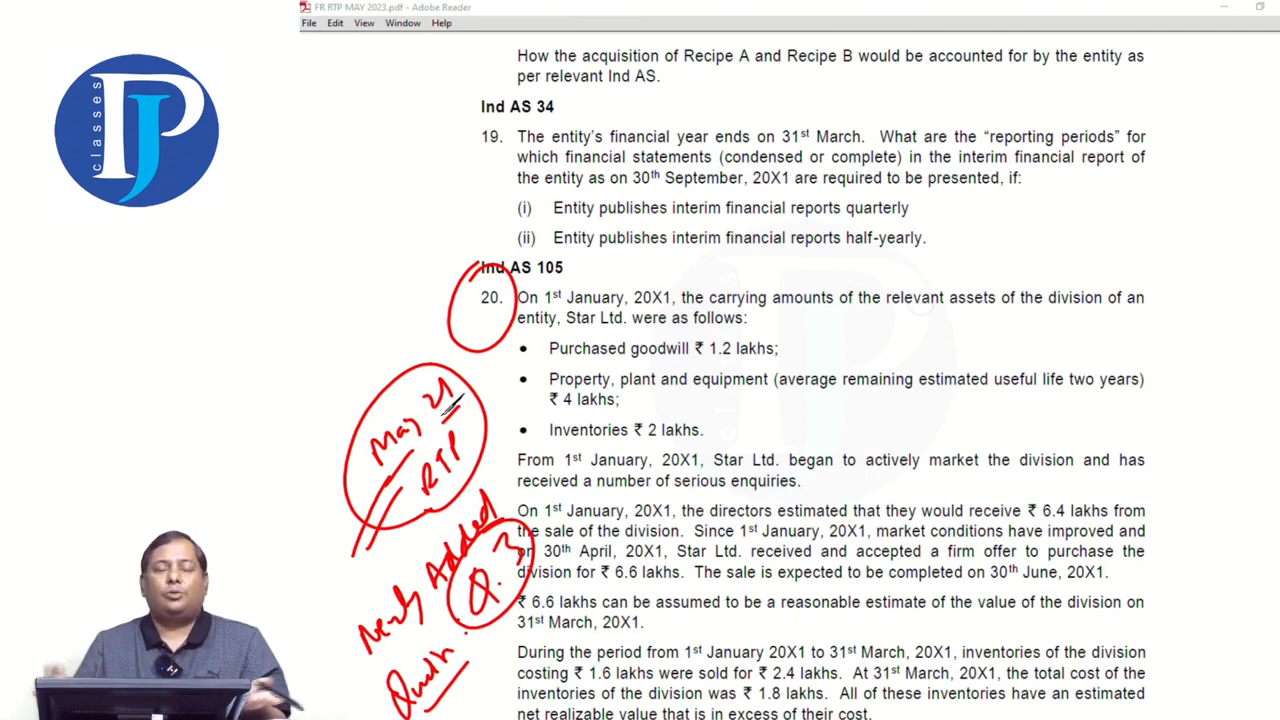 FR RTP MAY 2023.pdf - Adobe Reader
File Edit View Window Help
classes
PJ
How the acquisition of Recipe A and Recipe B would be accounted for by the entity as
per relevant Ind AS.
Ind AS 34
19. The entity's financial year ends on 31st March. What are the “reporting periods” for
which financial statements (condensed or complete) in the interim financial report of
the entity as on 30th September, 20X1 are required to be presented, if:
(i) Entity publishes interim financial reports quarterly
(ii) Entity publishes interim financial reports half-yearly.
Ind AS 105
20. On 1st January, 20X1, the carrying amounts of the relevant assets of the division of an
entity, Star Ltd. were as follows:
• Purchased goodwill ₹ 1.2 lakhs;
• Property, plant and equipment (average remaining estimated useful life two years)
₹ 4 lakhs;
• Inventories ₹ 2 lakhs.
From 1st January, 20X1, Star Ltd. began to actively market the division and has
received a number of serious enquiries.
On 1st January, 20X1, the directors estimated that they would receive ₹ 6.4 lakhs from
the sale of the division. Since 1st January, 20X1, market conditions have improved and
on 30th April, 20X1, Star Ltd. received and accepted a firm offer to purchase the
division for ₹ 6.6 lakhs. The sale is expected to be completed on 30th June, 20X1.
₹ 6.6 lakhs can be assumed to be a reasonable estimate of the value of the division on
31st March, 20X1.
During the period from 1st January 20X1 to 31st March, 20X1, inventories of the division
costing ₹ 1.6 lakhs were sold for ₹ 2.4 lakhs. At 31st March, 20X1, the total cost of the
inventories of the division was ₹ 1.8 lakhs. All of these inventories have an estimated
net realizable value that is in excess of their cost.
May 21
RTP
Added
Q. 3